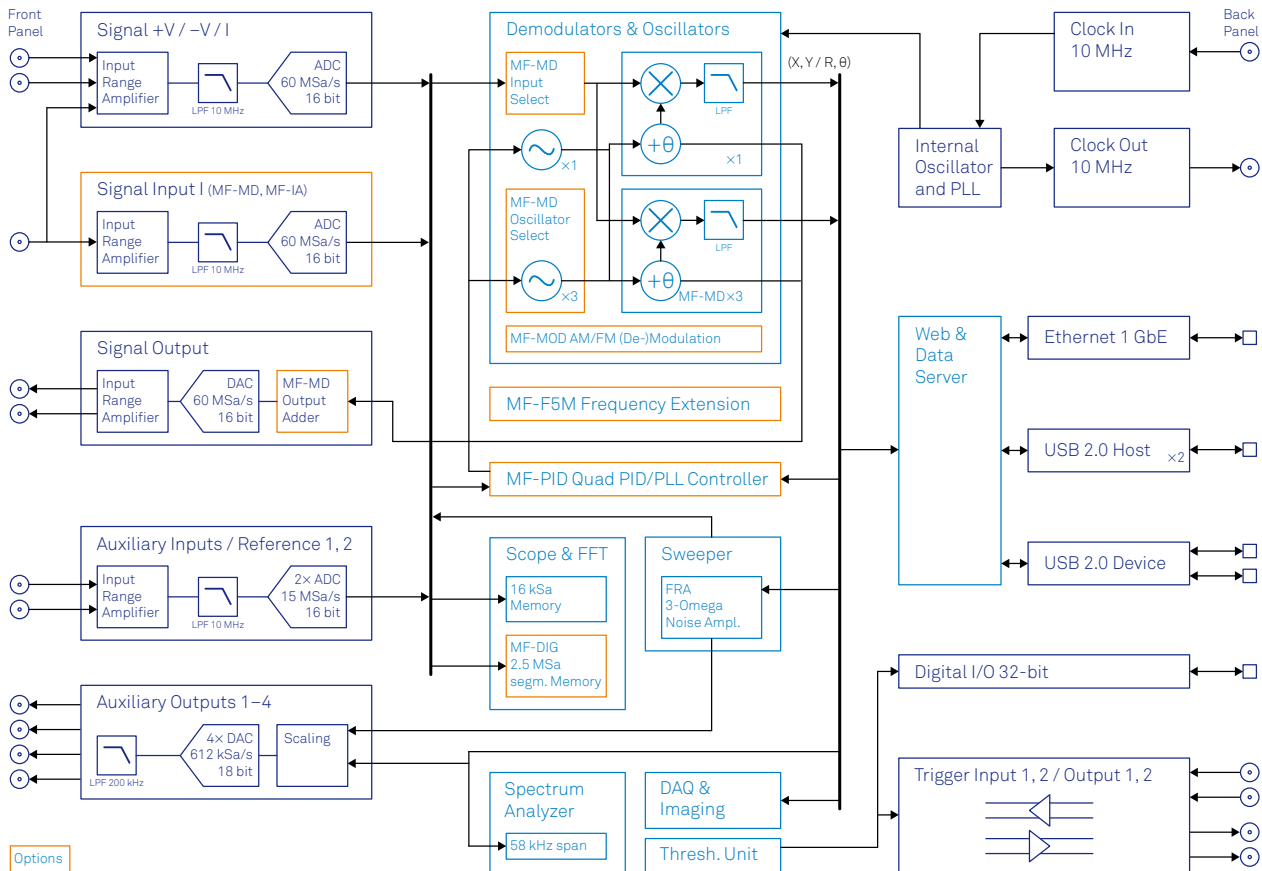 Front
Panel
Signal +V / –V / I
Input
Range
Amplifier
LPF 10 MHz
ADC
60 MSa/s
16 bit
Signal Input I (MF-MD, MF-IA)
Input
Range
Amplifier
LPF 10 MHz
ADC
60 MSa/s
16 bit
Signal Output
Input
Range
Amplifier
DAC
60 MSa/s
16 bit
MF-MD
Output
Adder
Auxiliary Inputs / Reference 1, 2
Input
Range
Amplifier
LPF 10 MHz
2× ADC
15 MSa/s
16 bit
Auxiliary Outputs 1–4
LPF 200 kHz
4× DAC
612 kSa/s
18 bit
Scaling
Options
Demodulators & Oscillators
MF-MD
Input
Select
LPF
+θ
×1
×1
MF-MD
Oscillator
Select
×3
LPF
+θ
MF-MD×3
MF-MOD AM/FM (De-)Modulation
(X, Y / R, θ)
MF-F5M Frequency Extension
MF-PID Quad PID/PLL Controller
Scope & FFT
16 kSa
Memory
MF-DIG
2.5 MSa
segm. Memory
Sweeper
FRA
3-Omega
Noise Ampl.
Spectrum
Analyzer
58 kHz span
DAQ &
Imaging
Thresh. Unit
Back
Panel
Clock In
10 MHz
Internal
Oscillator
and PLL
Clock Out
10 MHz
Web &
Data
Server
Ethernet 1 GbE
USB 2.0 Host ×2
USB 2.0 Device
Digital I/O 32-bit
Trigger Input 1, 2 / Output 1, 2